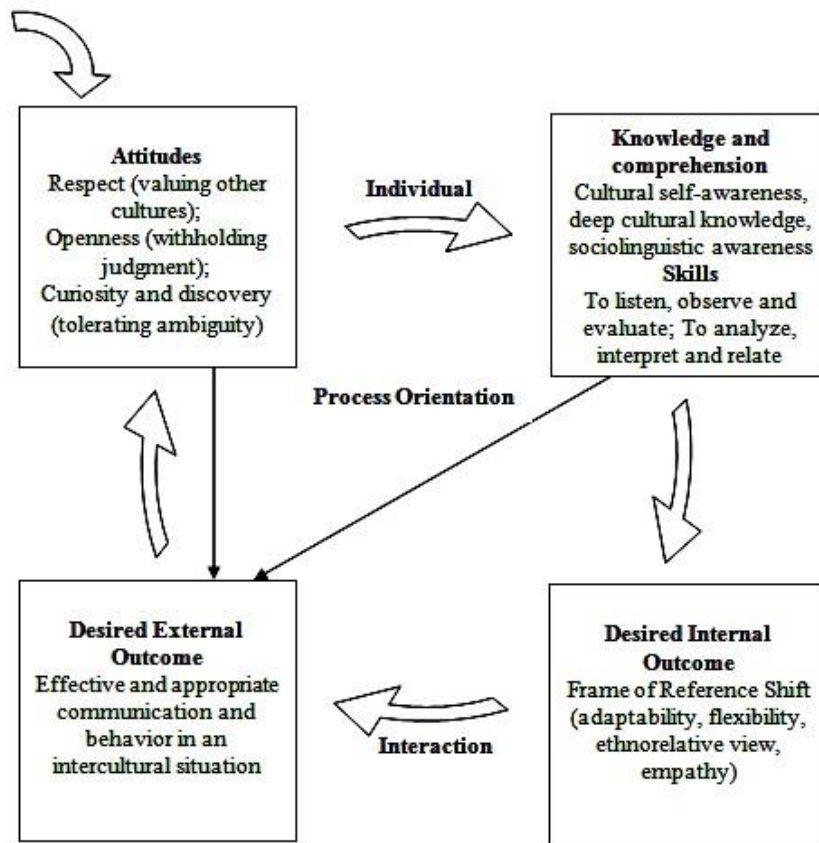 Attitudes
Respect (valuing other
cultures);
Openness (withholding
judgment);
Curiosity and discovery
(tolerating ambiguity)
Individual
Knowledge and
comprehension
Cultural self-awareness,
deep cultural knowledge,
sociolinguistic awareness
Skills
To listen, observe and
evaluate; To analyze,
interpret and relate
Process Orientation
Desired External
Outcome
Effective and appropriate
communication and
behavior in an
intercultural situation
Interaction
Desired Internal
Outcome
Frame of Reference Shift
(adaptability, flexibility,
ethnorelative view,
empathy)